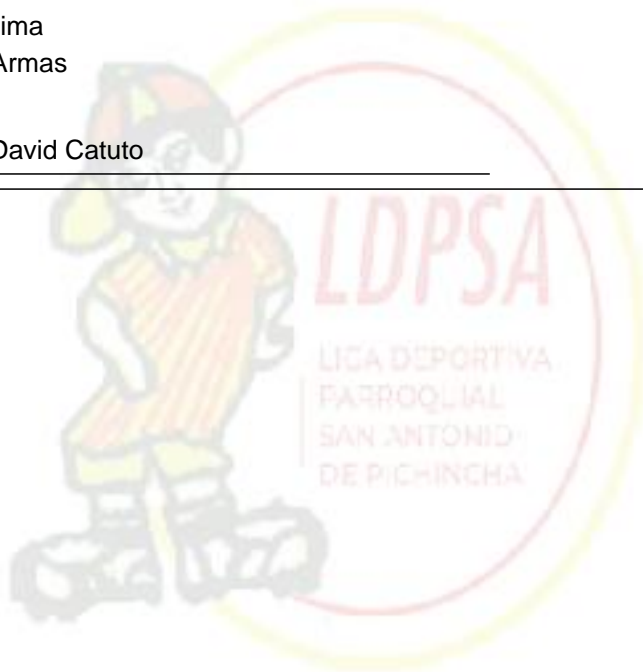 ima
Armas
David Catuto
LDPSA
LIGA DEPORTIVA
PARROQUIAL
SAN ANTONIO
DE PICHINCHA